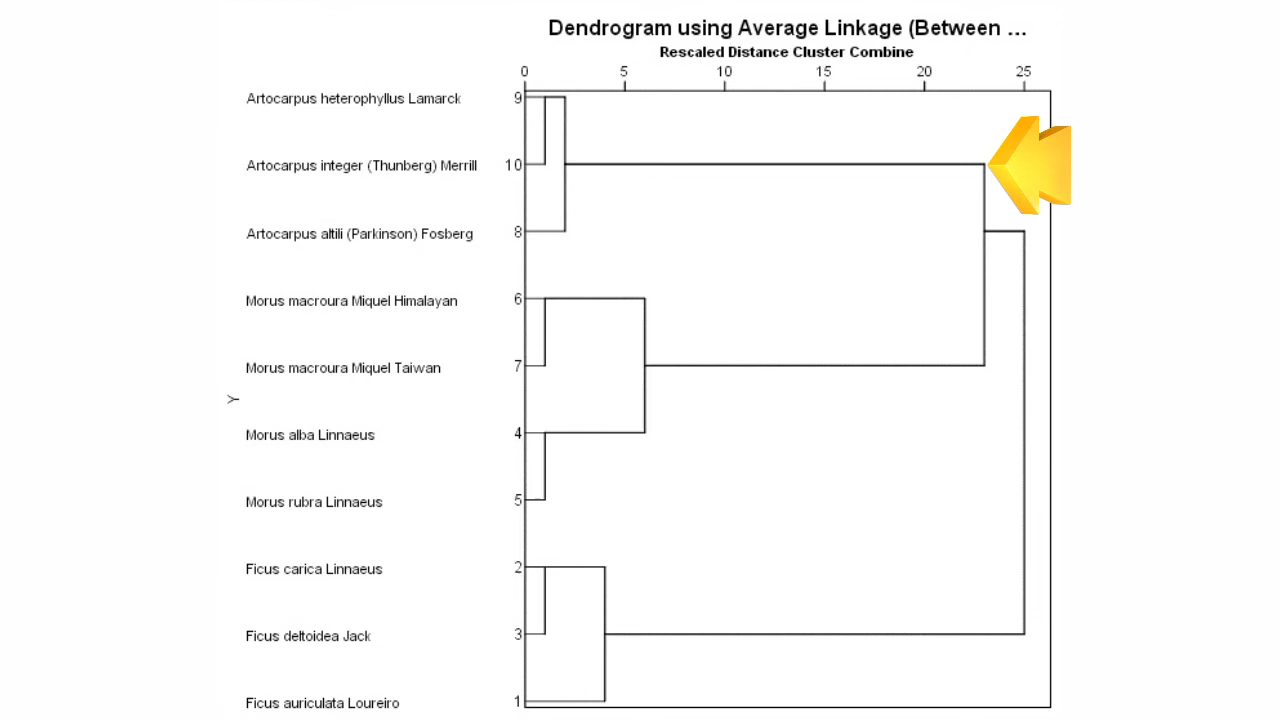 Dendrogram using Average Linkage (Between ...
Rescaled Distance Cluster Combine
0 5 10 15 20 25
Artocarpus heterophyllus Lamarck 9
Artocarpus integer (Thunberg) Merrill 10
Artocarpus altili (Parkinson) Fosberg 8
Morus macroura Miquel Himalayan 6
Morus macroura Miquel Taiwan 7
Y
Morus alba Linnaeus 4
Morus rubra Linnaeus 5
Ficus carica Linnaeus 2
Ficus deltoidea Jack 3
Ficus auriculata Loureiro 1